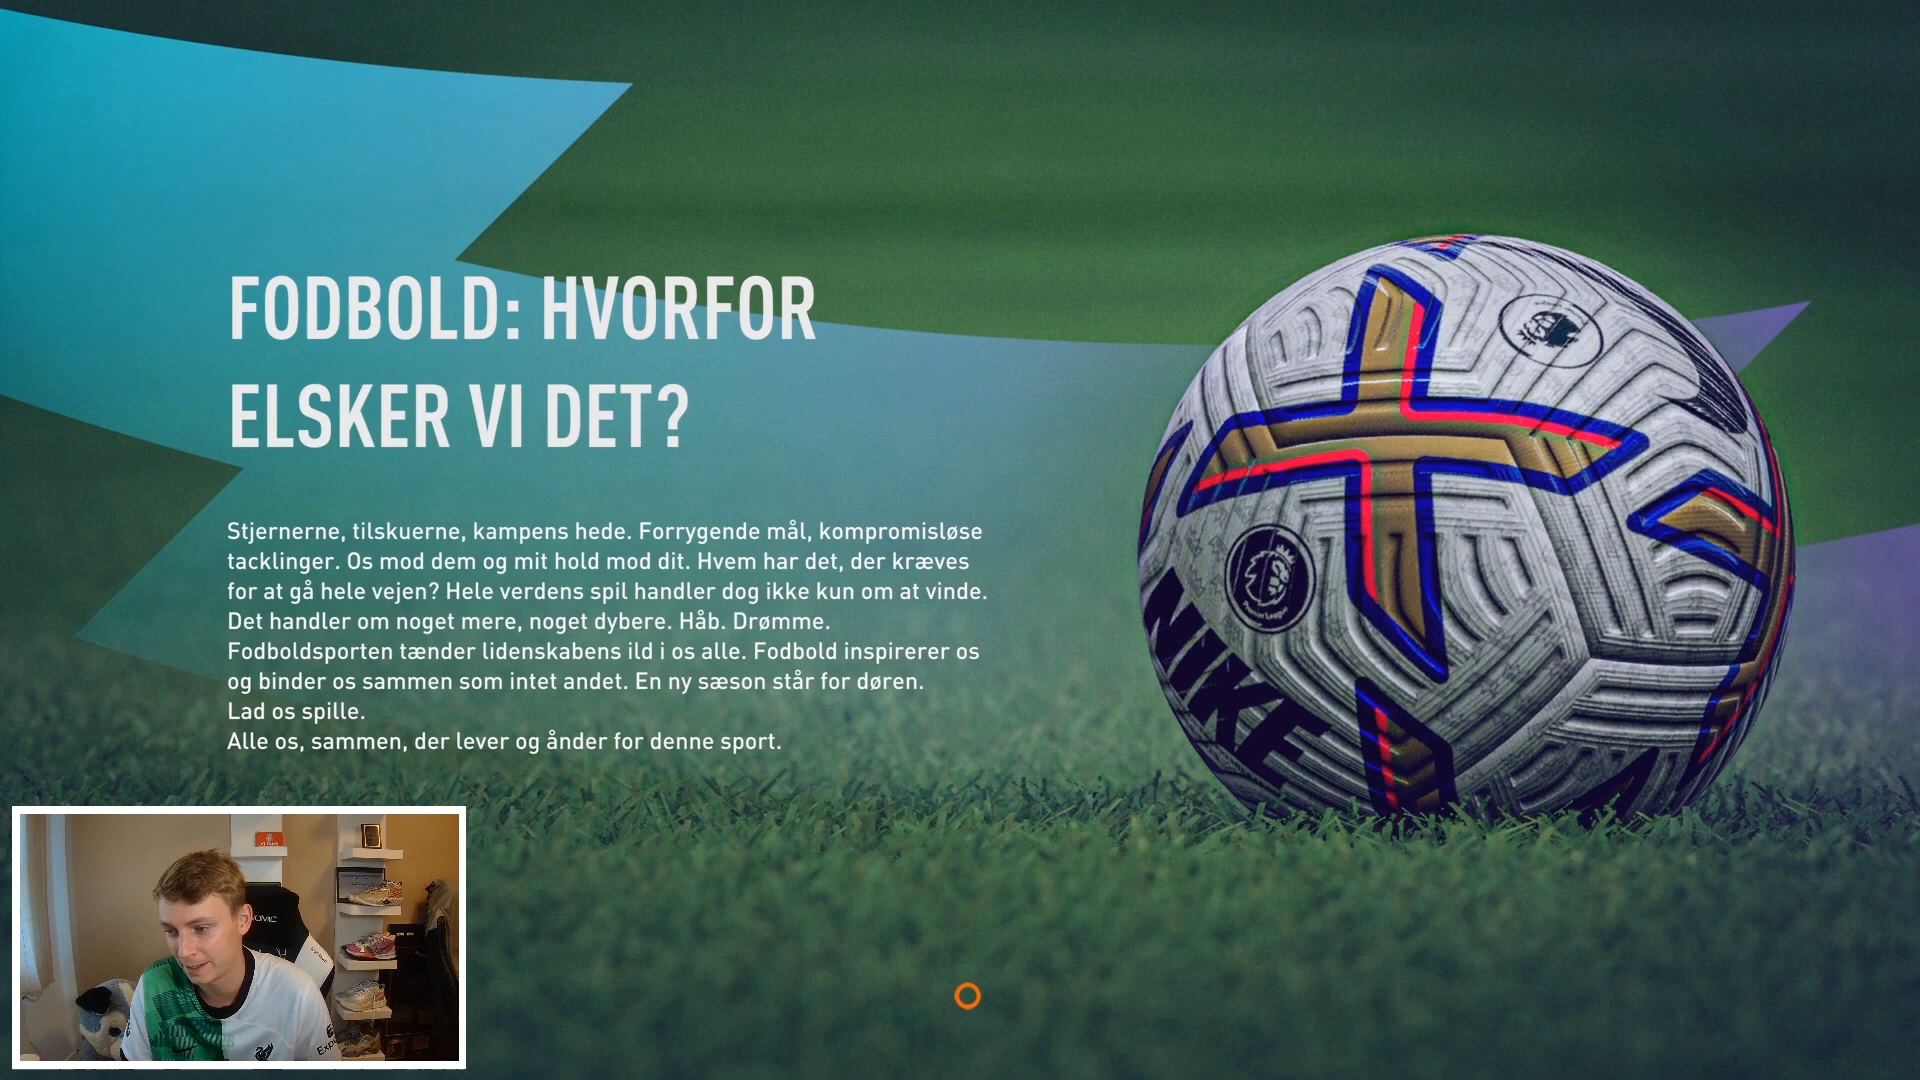 FODBOLD: HVORFOR
ELSKER VI DET?
Stjernerne, tilskuerne, kampens hede. Forrygende mål, kompromisløse
tacklinger. Os mod dem og mit hold mod dit. Hvem har det, der kræves
for at gå hele vejen? Hele verdens spil handler dog ikke kun om at vinde.
Det handler om noget mere, noget dybere. Håb. Drømme.
Fodboldsporten tænder lidenskabens ild i os alle. Fodbold inspirerer os
og binder os sammen som intet andet. En ny sæson står for døren.
Lad os spille.
Alle os, sammen, der lever og ånder for denne sport.
Premier League
NIKE